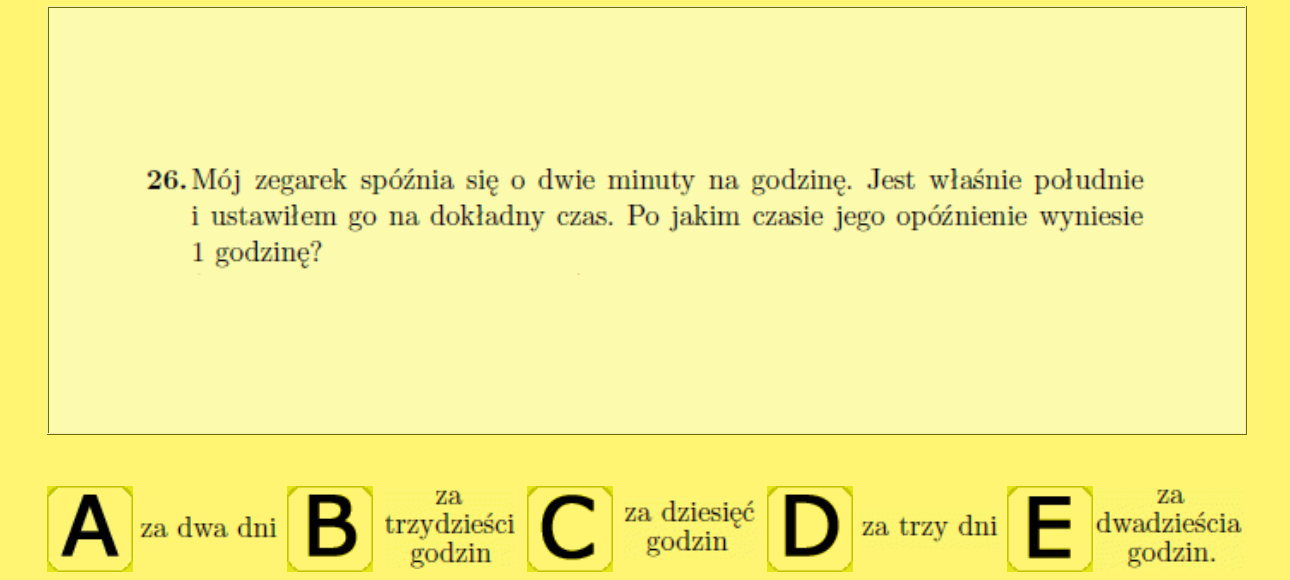 26. Mój zegarek spóźnia się o dwie minuty na godzinę. Jest właśnie południe
i ustawiłem go na dokładny czas. Po jakim czasie jego opóźnienie wyniesie
1 godzinę?
A za dwa dni
B za
trzydzieści
godzin
C za dziesięć
godzin
D za trzy dni
E za
dwadzieścia
godzin.